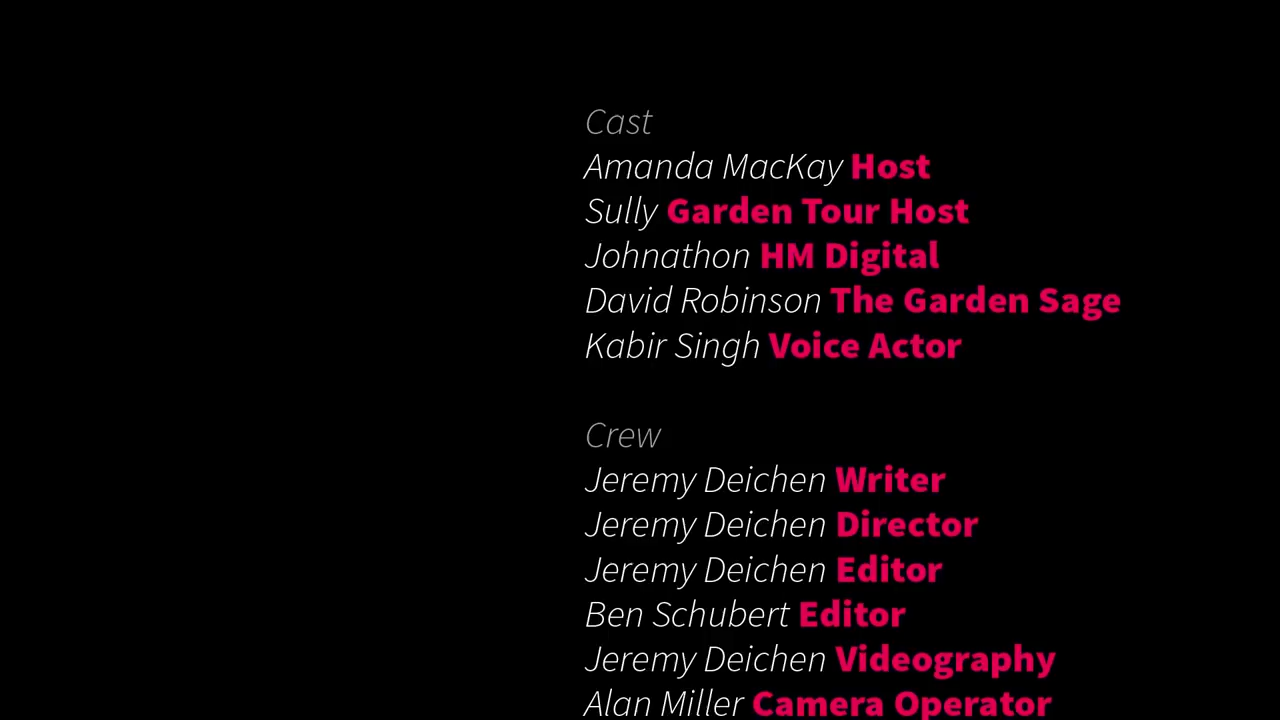 Cast
Amanda MacKay Host
Sully Garden Tour Host
Johnathon HM Digital
David Robinson The Garden Sage
Kabir Singh Voice Actor
Crew
Jeremy Deichen Writer
Jeremy Deichen Director
Jeremy Deichen Editor
Ben Schubert Editor
Jeremy Deichen Videography
Alan Miller Camera Operator